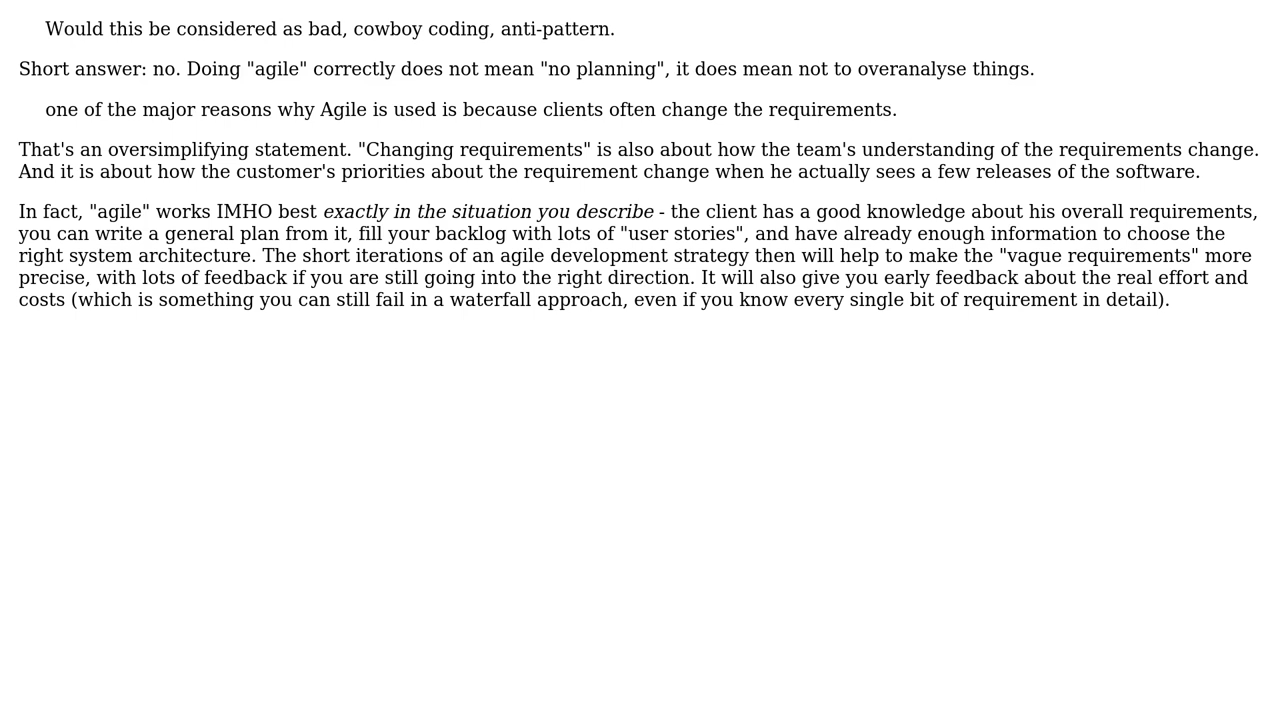 Would this be considered as bad, cowboy coding, anti-pattern.
Short answer: no. Doing "agile" correctly does not mean "no planning", it does mean not to overanalyse things.
one of the major reasons why Agile is used is because clients often change the requirements.
That's an oversimplifying statement. "Changing requirements" is also about how the team's understanding of the requirements change.
And it is about how the customer's priorities about the requirement change when he actually sees a few releases of the software.
In fact, "agile" works IMHO best exactly in the situation you describe - the client has a good knowledge about his overall requirements,
you can write a general plan from it, fill your backlog with lots of "user stories", and have already enough information to choose the
right system architecture. The short iterations of an agile development strategy then will help to make the "vague requirements" more
precise, with lots of feedback if you are still going into the right direction. It will also give you early feedback about the real effort and
costs (which is something you can still fail in a waterfall approach, even if you know every single bit of requirement in detail).